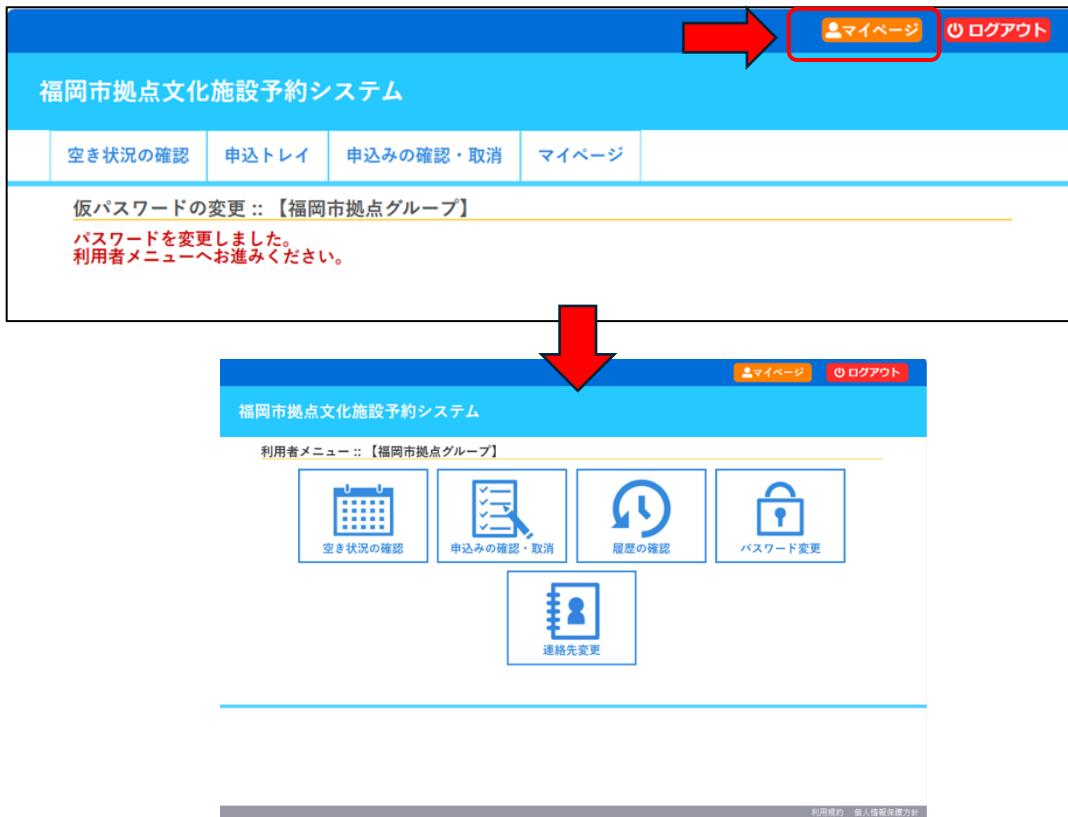 マイページ ログアウト
福岡市拠点文化施設予約システム
空き状況の確認 申込トレイ 申込みの確認・取消 マイページ
仮パスワードの変更 :: 【福岡市拠点グループ】
パスワードを変更しました。
利用者メニューへお進みください。
マイページ ログアウト
福岡市拠点文化施設予約システム
利用者メニュー :: 【福岡市拠点グループ】
空き状況の確認 申込みの確認・取消 履歴の確認 パスワード変更
連絡先変更
利用規約 個人情報保護方針